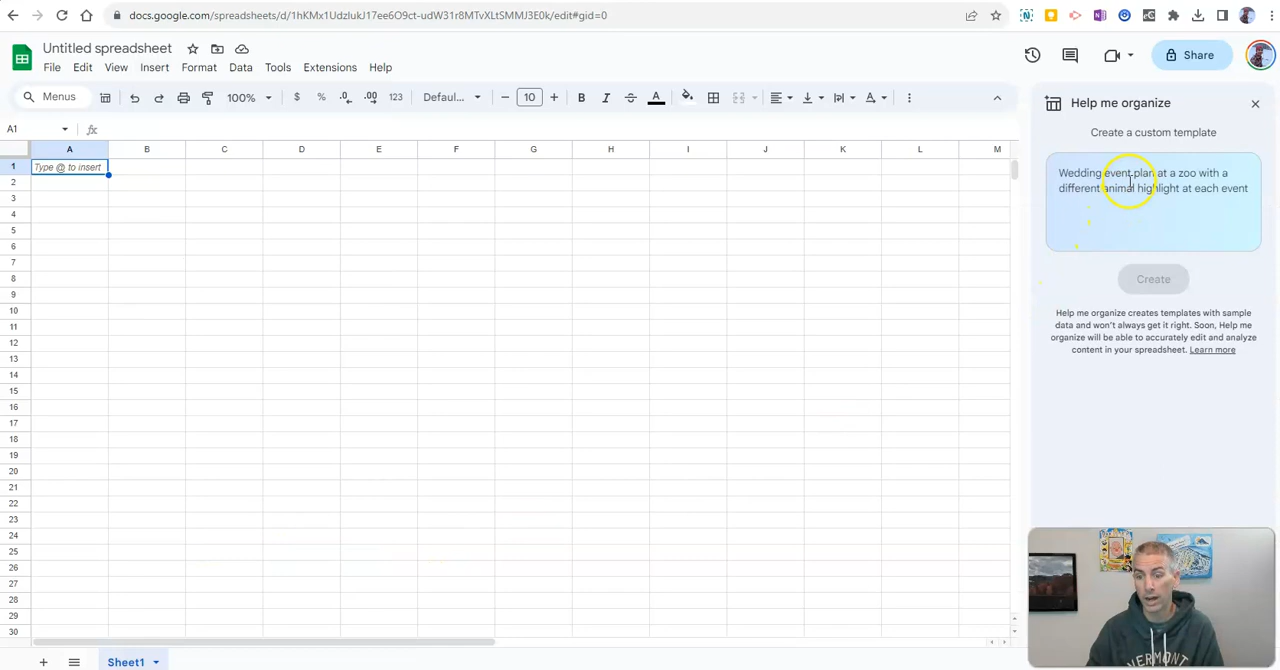 docs.google.com/spreadsheets/d/1hKMx1UdzlukJ17ee6O9ct-udW31r8MTvXLtSMMJ3E0k/edit#gid=0
Untitled spreadsheet
File Edit View Insert Format Data Tools Extensions Help
Share
Menus 100% $ % .0 .00 123 Defaul... 10 B I A
A1 fx
A B C D E F G H I J K L M
1 Type @ to insert
2
3
4
5
6
7
8
9
10
11
12
13
14
15
16
17
18
19
20
21
22
23
24
25
26
27
28
29
30
Sheet1
Help me organize
Create a custom template
Wedding event plan at a zoo with a
different animal highlight at each event
Create
Help me organize creates templates with sample
data and won't always get it right. Soon, Help me
organize will be able to accurately edit and analyze
content in your spreadsheet. Learn more
VERMONT